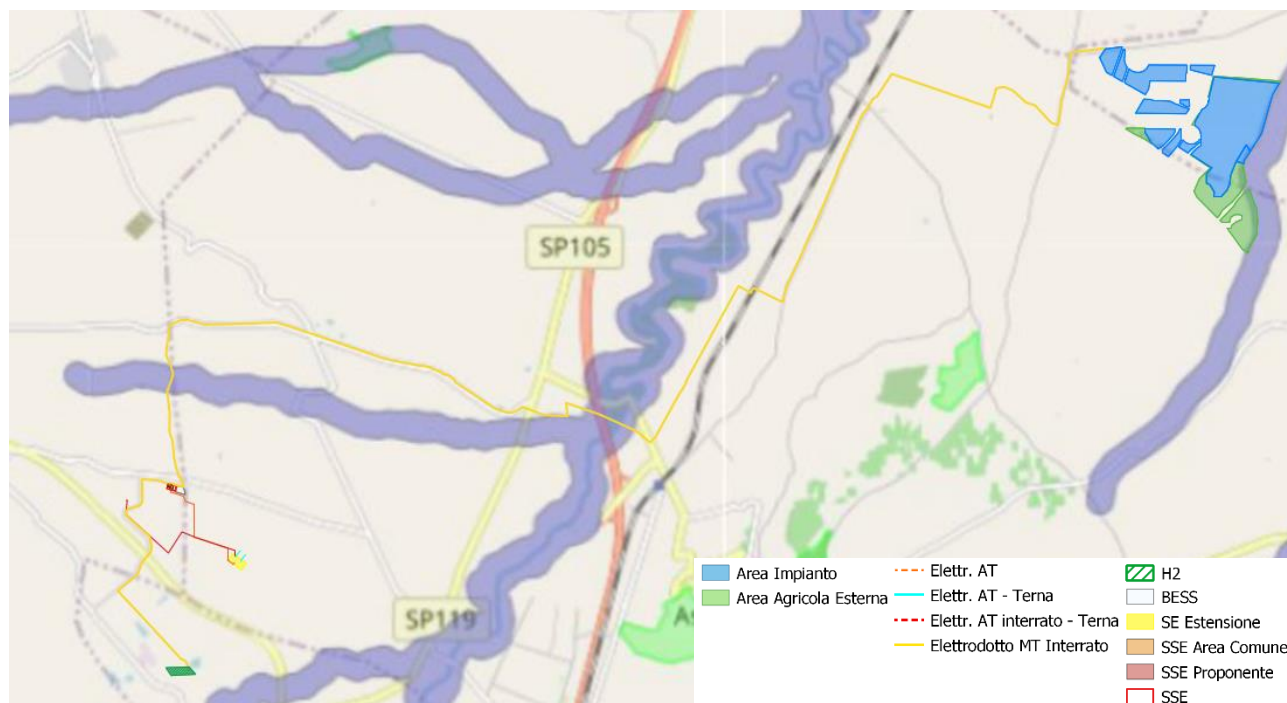 SP105
SP119
As
Area Impianto
Area Agricola Esterna
Elettr. AT
Elettr. AT - Terna
Elettr. AT interrato - Terna
Elettrodotto MT Interrato
H2
BESS
SE Estensione
SSE Area Comune
SSE Proponente
SSE